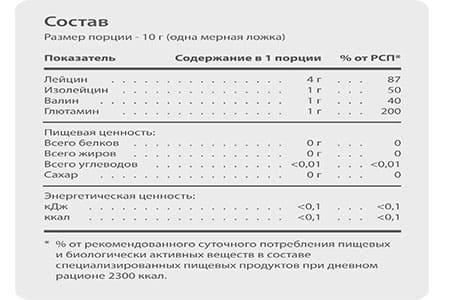 Состав
Размер порции - 10 г (одна мерная ложка)
Показатель Содержание в 1 порции % от РСП*
Лейцин . . . . . . . . . . . . . . . . 4 г . . . 87
Изолейцин . . . . . . . . . . . . . . 1 г . . . 50
Валин . . . . . . . . . . . . . . . . 1 г . . . 40
Глютамин . . . . . . . . . . . . . . . 1 г . . . 200
Пищевая ценность:
Всего белков . . . . . . . . . . . . . 0 г . . . 0
Всего жиров . . . . . . . . . . . . . 0 г . . . 0
Всего углеводов . . . . . . . . . . . <0,01 . . . <0,01
Сахар . . . . . . . . . . . . . . . . 0 г . . . 0
Энергетическая ценность:
кДж . . . . . . . . . . . . . . . . . <0,1 . . . <0,1
ккал . . . . . . . . . . . . . . . . . <0,1 . . . <0,1
* % от рекомендованного суточного потребления пищевых
и биологически активных веществ в составе
специализированных пищевых продуктов при дневном
рационе 2300 ккал.